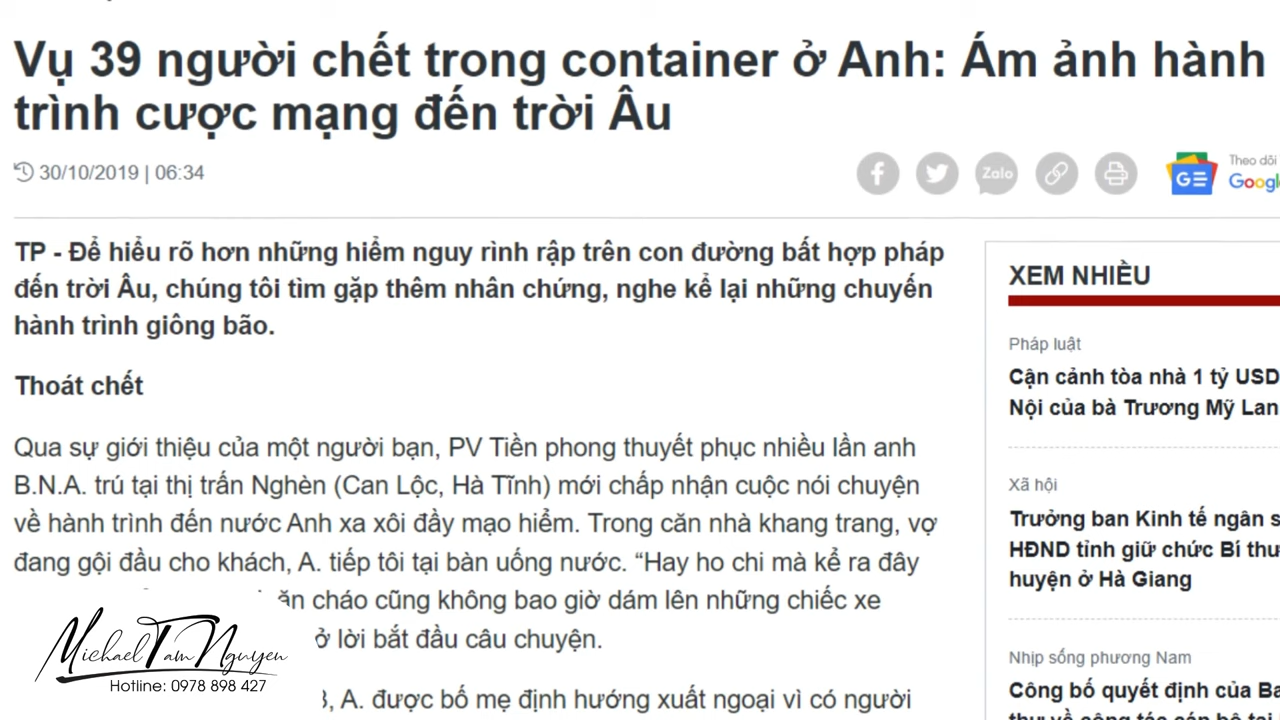 Vụ 39 người chết trong container ở Anh: Ám ảnh hành
trình cược mạng đến trời Âu
30/10/2019 | 06:34
Zalo
Theo dõi
GE
TP - Để hiểu rõ hơn những hiểm nguy rình rập trên con đường bất hợp pháp
đến trời Âu, chúng tôi tìm gặp thêm nhân chứng, nghe kể lại những chuyến
hành trình giông bão.
Thoát chết
Qua sự giới thiệu của một người bạn, PV Tiền phong thuyết phục nhiều lần anh
B.N.A. trú tại thị trấn Nghèn (Can Lộc, Hà Tĩnh) mới chấp nhận cuộc nói chuyện
về hành trình đến nước Anh xa xôi đầy mạo hiểm. Trong căn nhà khang trang, vợ
đang gội đầu cho khách, A. tiếp tôi tại bàn uống nước. “Hay ho chi mà kể ra đây
cháo cũng không bao giờ dám lên những chiếc xe
lời bắt đầu câu chuyện.
A. được bố mẹ định hướng xuất ngoại vì có người
XEM NHIỀU
Pháp luật
Cận cảnh tòa nhà 1 tỷ USD
Nội của bà Trương Mỹ Lan
Xã hội
Trưởng ban Kinh tế ngân s
HĐND tỉnh giữ chức Bí thư
huyện ở Hà Giang
Nhịp sống phương Nam
Công bố quyết định của Ba
Michael Tam Nguyen
Hotline: 0978 898 427